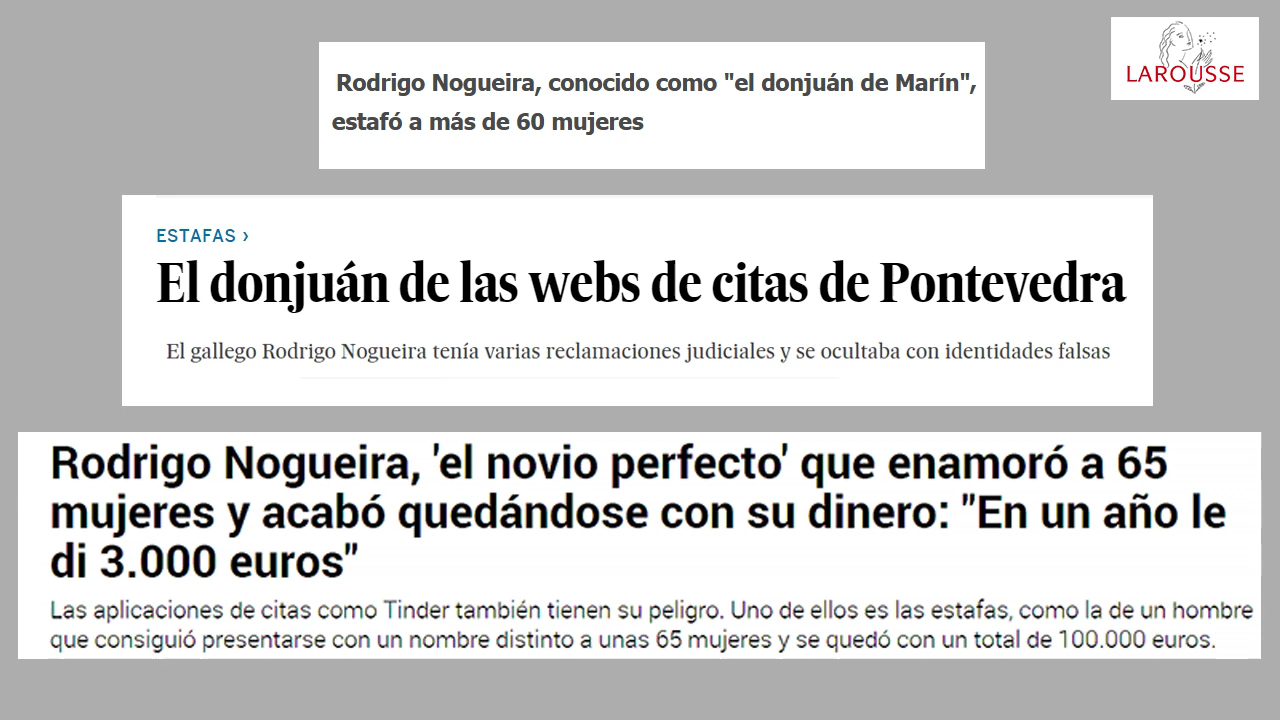 LAROUSSE
Rodrigo Nogueira, conocido como "el donjuán de Marín",
estafó a más de 60 mujeres
ESTAFAS ›
El donjuán de las webs de citas de Pontevedra
El gallego Rodrigo Nogueira tenía varias reclamaciones judiciales y se ocultaba con identidades falsas
Rodrigo Nogueira, 'el novio perfecto' que enamoró a 65
mujeres y acabó quedándose con su dinero: "En un año le
di 3.000 euros"
Las aplicaciones de citas como Tinder también tienen su peligro. Uno de ellos es las estafas, como la de un hombre
que consiguió presentarse con un nombre distinto a unas 65 mujeres y se quedó con un total de 100.000 euros.